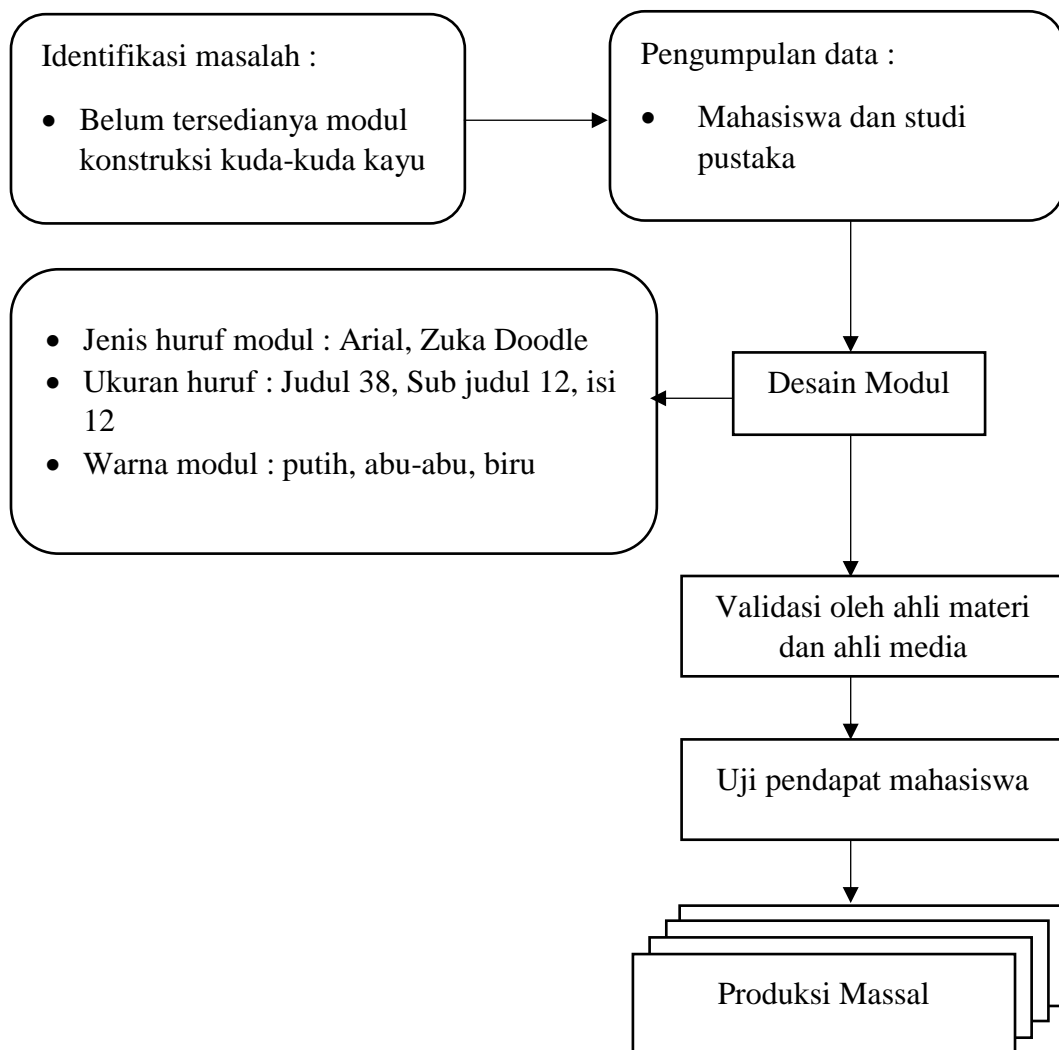 Identifikasi masalah :
• Belum tersedianya modul
konstruksi kuda-kuda kayu
Pengumpulan data :
• Mahasiswa dan studi
pustaka
• Jenis huruf modul : Arial, Zuka Doodle
• Ukuran huruf : Judul 38, Sub judul 12, isi
12
• Warna modul : putih, abu-abu, biru
Desain Modul
Validasi oleh ahli materi
dan ahli media
Uji pendapat mahasiswa
Produksi Massal